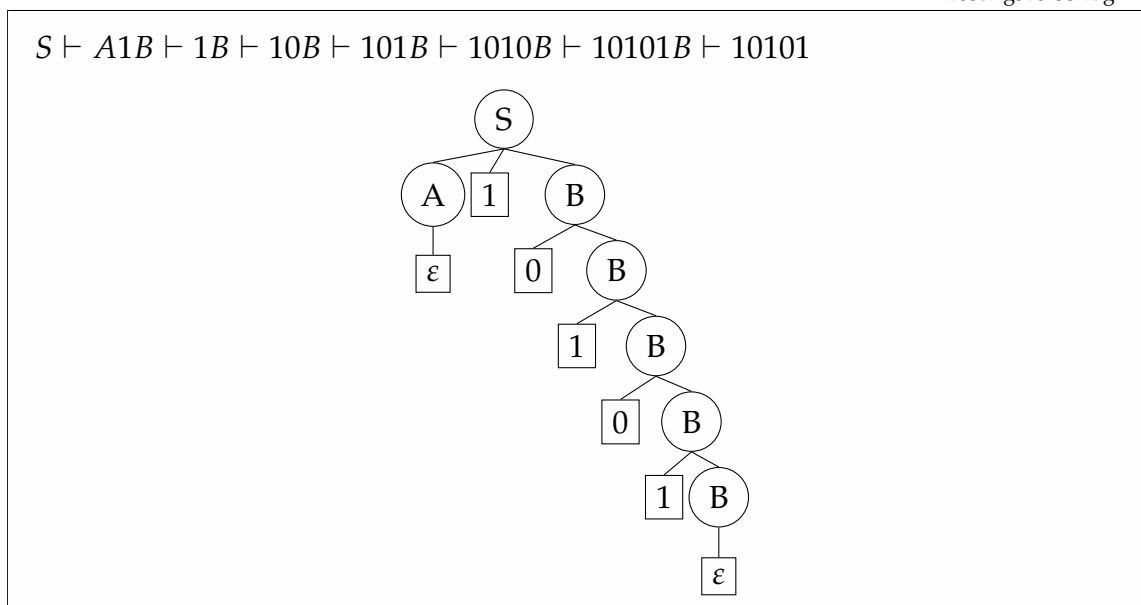 S ⊢ A1B ⊢ 1B ⊢ 10B ⊢ 101B ⊢ 1010B ⊢ 10101B ⊢ 10101
S
A 1 B
ε 0 B
1 B
0 B
1 B
ε